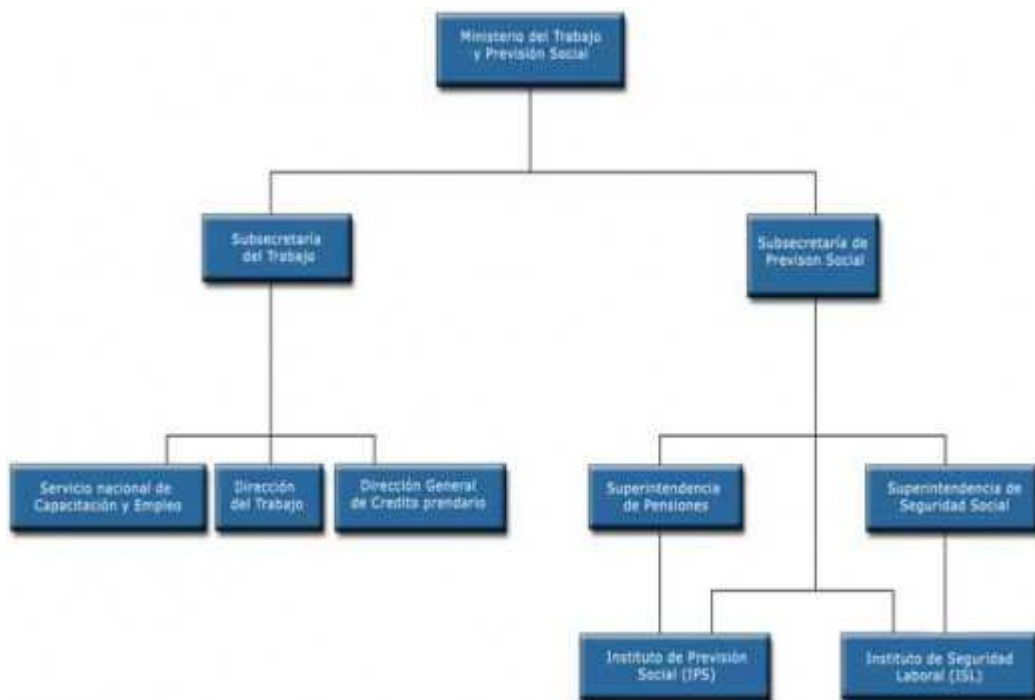 Ministerio del Trabajo
y Previsión Social
Subsecretaría
del Trabajo
Subsecretaría de
Previson Social
Servicio nacional de
Capacitación y Empleo
Dirección
del Trabajo
Dirección General
de Credito prendario
Superintendencia
de Pensiones
Superintendencia de
Seguridad Social
Instituto de Previsión
Social (IPS)
Instituto de Seguridad
Laboral (ISL)